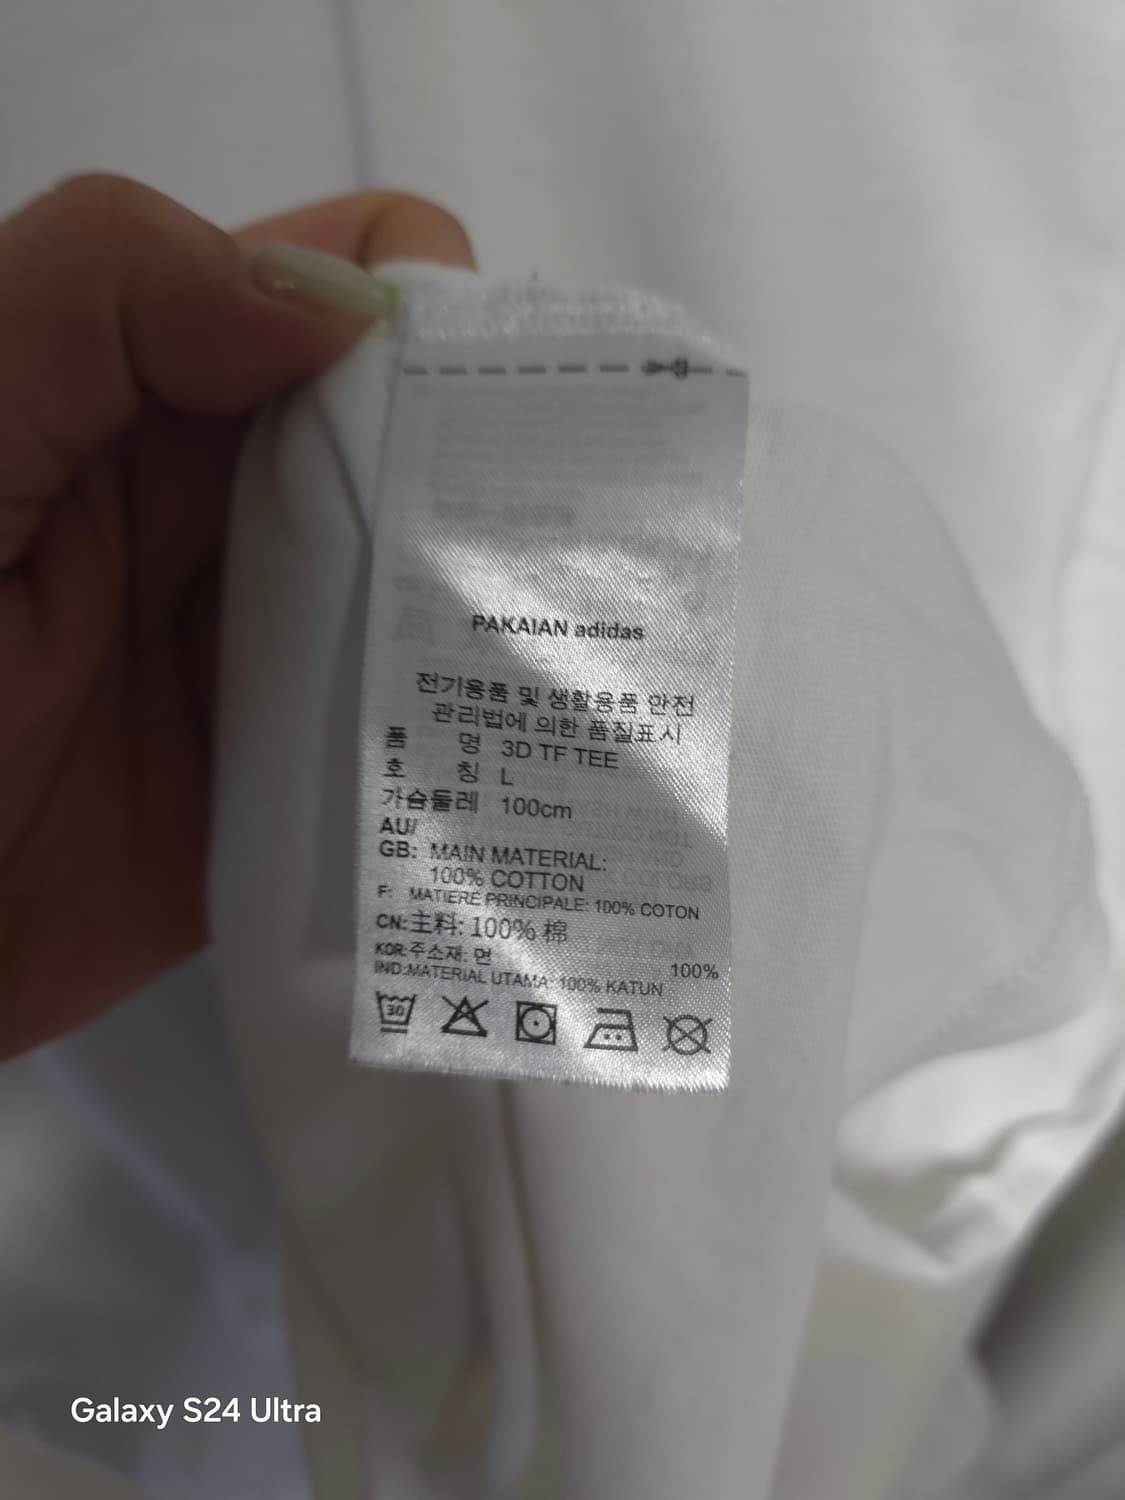 PAKAIAN adidas
전기용품 및 생활용품 안전
관리법에 의한 품질표시
품 명 3D TF TEE
호 칭 L
가슴둘레 100cm
AU/
GB: MAIN MATERIAL:
100% COTTON
F: MATIERE PRINCIPALE: 100% COTON
CN:主料: 100% 棉
KOR:주소재: 면
100%
IND:MATERIAL UTAMA: 100% KATUN
30
Galaxy S24 Ultra